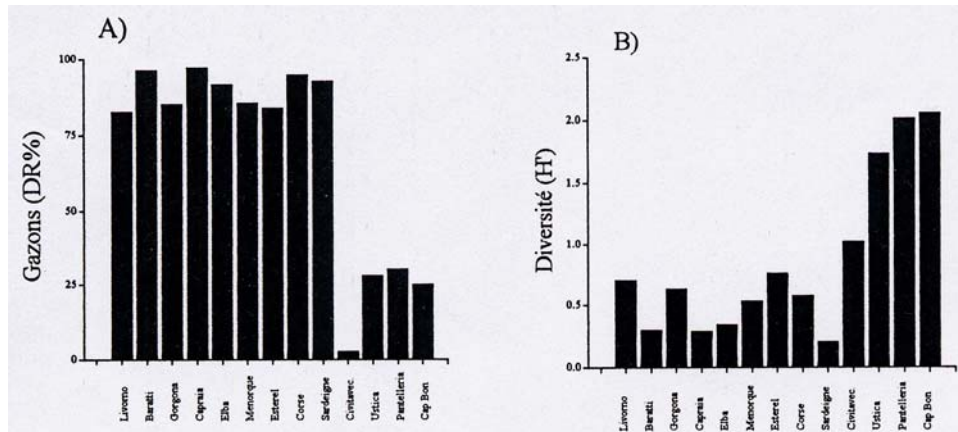 A)
Gazons (DR%)
100
75
50
25
0
Livorno
Baratti
Gorgona
Capraia
Elba
Menorque
Esterel
Corse
Sardeigne
Civitavec.
Ustica
Pantelleria
Cap Bon
B)
Diversité (H')
2.5
2.0
1.5
1.0
0.5
0.0
Livorno
Baratti
Gorgona
Capraia
Elba
Menorque
Esterel
Corse
Sardeigne
Civitavec.
Ustica
Pantelleria
Cap Bon